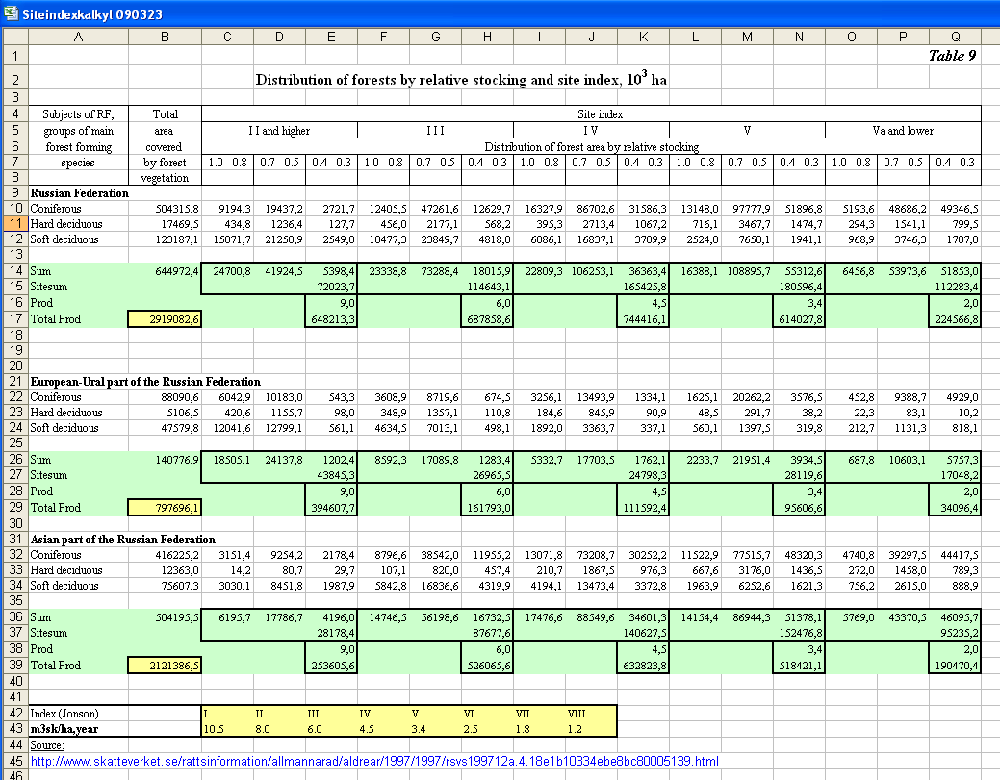 Siteindexkalkyl 090323
A B C D E F G H I J K L M N O P Q
1 Table 9
2 Distribution of forests by relative stocking and site index, 10³ ha
3
4 Subjects of RF, Total Site index
5 groups of main area II and higher III IV V Va and lower
6 forest forming covered Distribution of forest area by relative stocking
7 species by forest 1.0 - 0.8 0.7 - 0.5 0.4 - 0.3 1.0 - 0.8 0.7 - 0.5 0.4 - 0.3 1.0 - 0.8 0.7 - 0.5 0.4 - 0.3 1.0 - 0.8 0.7 - 0.5 0.4 - 0.3 1.0 - 0.8 0.7 - 0.5 0.4 - 0.3
8 vegetation
9 Russian Federation
10 Coniferous 504315,8 9194,3 19437,2 2721,7 12405,5 47261,6 12629,7 16327,9 86702,6 31586,3 13148,0 97777,9 51896,8 5193,6 48686,2 49346,5
11 Hard deciduous 17469,5 434,8 1236,4 127,7 456,0 2177,1 568,2 395,3 2713,4 1067,2 716,1 3467,7 1474,7 294,3 1541,1 799,5
12 Soft deciduous 123187,1 15071,7 21250,9 2549,0 10477,3 23849,7 4818,0 6086,1 16837,1 3709,9 2524,0 7650,1 1941,1 968,9 3746,3 1707,0
13
14 Sum 644972,4 24700,8 41924,5 5398,4 23338,8 73288,4 18015,9 22809,3 106253,1 36363,4 16388,1 108895,7 55312,6 6456,8 53973,6 51853,0
15 Sitesum 72023,7 114643,1 165425,8 180596,4 112283,4
16 Prod 9,0 6,0 4,5 3,4 2,0
17 Total Prod 2919082,6 648213,3 687858,6 744416,1 614027,8 224566,8
18
19
20
21 European-Ural part of the Russian Federation
22 Coniferous 88090,6 6042,9 10183,0 543,3 3608,9 8719,6 674,5 3256,1 13493,9 1334,1 1625,1 20262,2 3576,5 452,8 9388,7 4929,0
23 Hard deciduous 5106,5 420,6 1155,7 98,0 348,9 1357,1 110,8 184,6 845,9 90,9 48,5 291,7 38,2 22,3 83,1 10,2
24 Soft deciduous 47579,8 12041,6 12799,1 561,1 4634,5 7013,1 498,1 1892,0 3363,7 337,1 560,1 1397,5 319,8 212,7 1131,3 818,1
25
26 Sum 140776,9 18505,1 24137,8 1202,4 8592,3 17089,8 1283,4 5332,7 17703,5 1762,1 2233,7 21951,4 3934,5 687,8 10603,1 5757,3
27 Sitesum 43845,3 26965,5 24798,3 28119,6 17048,2
28 Prod 9,0 6,0 4,5 3,4 2,0
29 Total Prod 797696,1 394607,7 161793,0 111592,4 95606,6 34096,4
30
31 Asian part of the Russian Federation
32 Coniferous 416225,2 3151,4 9254,2 2178,4 8796,6 38542,0 11955,2 13071,8 73208,7 30252,2 11522,9 77515,7 48320,3 4740,8 39297,5 44417,5
33 Hard deciduous 12363,0 14,2 80,7 29,7 107,1 820,0 457,4 210,7 1867,5 976,3 667,6 3176,0 1436,5 272,0 1458,0 789,3
34 Soft deciduous 75607,3 3030,1 8451,8 1987,9 5842,8 16836,6 4319,9 4194,1 13473,4 3372,8 1963,9 6252,6 1621,3 756,2 2615,0 888,9
35
36 Sum 504195,5 6195,7 17786,7 4196,0 14746,5 56198,6 16732,5 17476,6 88549,6 34601,3 14154,4 86944,3 51378,1 5769,0 43370,5 46095,7
37 Sitesum 28178,4 87677,6 140627,5 152476,8 95235,2
38 Prod 9,0 6,0 4,5 3,4 2,0
39 Total Prod 2121386,5 253605,6 526065,6 632823,8 518421,1 190470,4
40
41
42 Index (Jonson) I II III IV V VI VII VIII
43 m3sk/ha,year 10.5 8.0 6.0 4.5 3.4 2.5 1.8 1.2
44 Source:
45 http://www.skatteverket.se/rattsinformation/allmannarad/aldrear/1997/1997/rsvs199712a.4.18e1b10334ebe8bc80005139.html
46